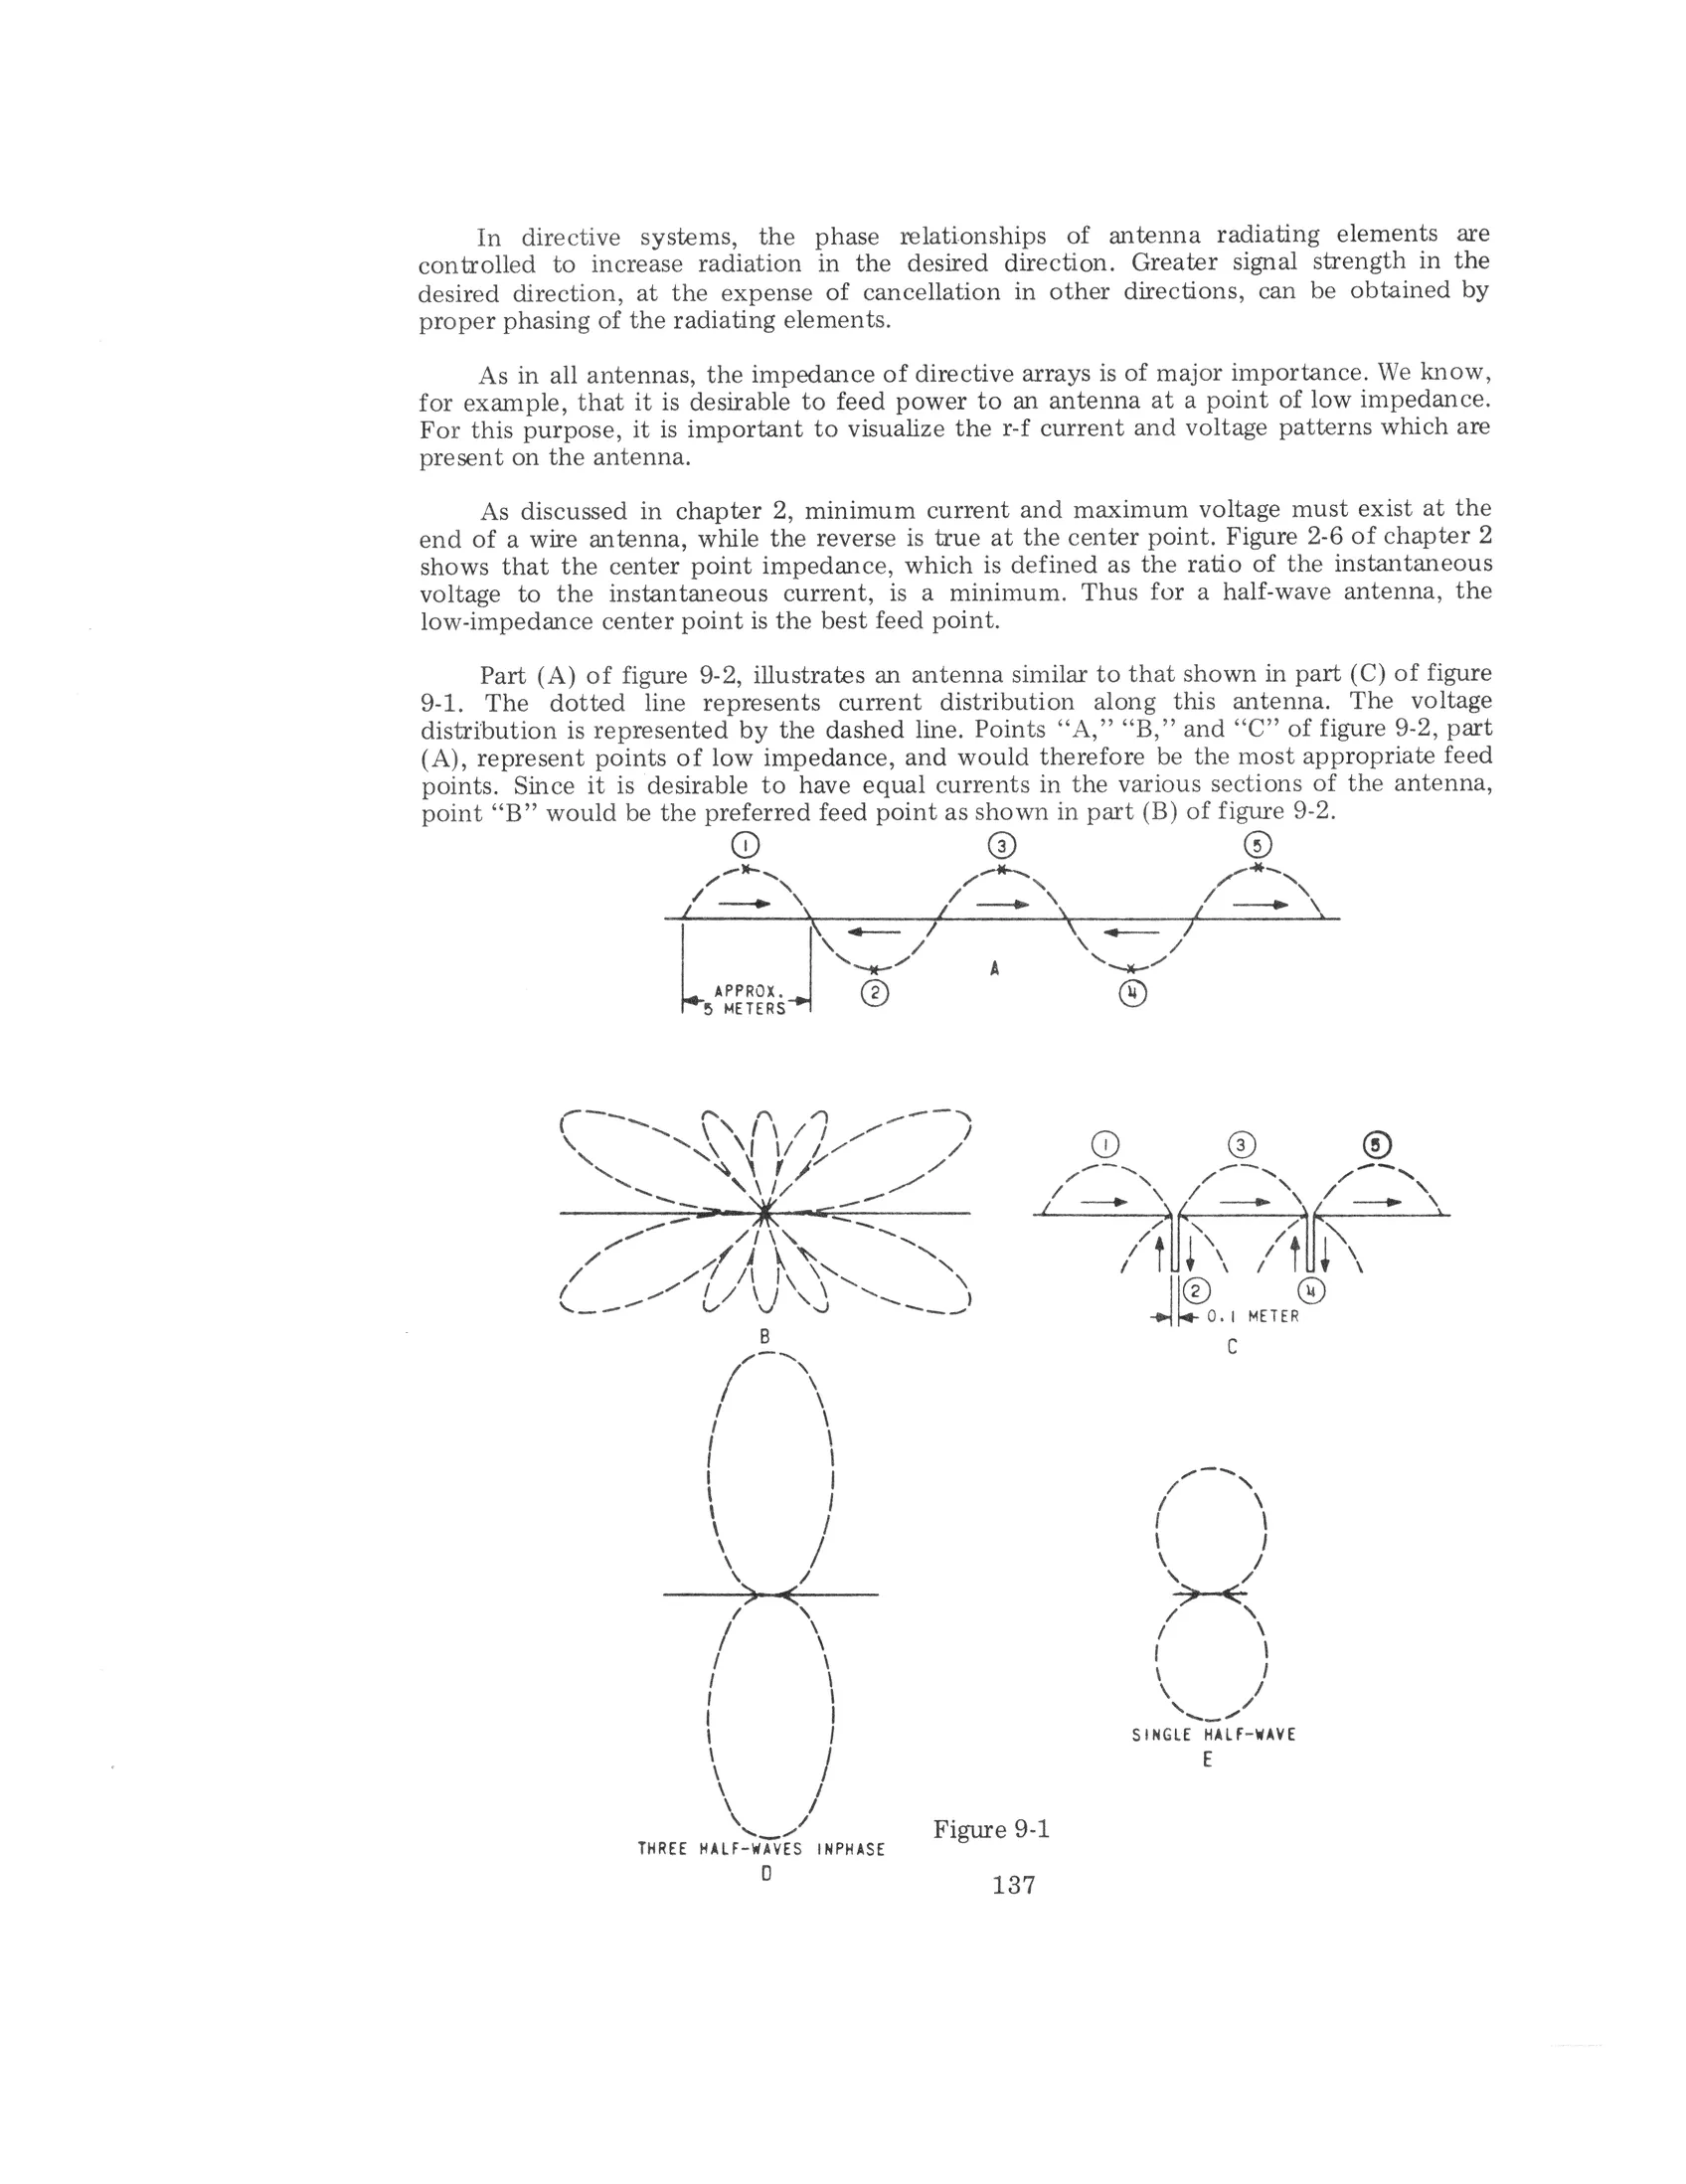 In directive systems, the phase relationships of antenna radiating elements are
controlled to increase radiation in the desired direction. Greater signal strength in the
desired direction, at the expense of cancellation in other directions, can be obtained by
proper phasing of the radiating elements.
As in all antennas, the impedance of directive arrays is of major importance. We know,
for example, that it is desirable to feed power to an antenna at a point of low impedance.
For this purpose, it is important to visualize the r-f current and voltage patterns which are
present on the antenna.
As discussed in chapter 2, minimum current and maximum voltage must exist at the
end of a wire antenna, while the reverse is true at the center point. Figure 2-6 of chapter 2
shows that the center point impedance, which is defined as the ratio of the instantaneous
voltage to the instantaneous current, is a minimum. Thus for a half-wave antenna, the
low-impedance center point is the best feed point.
Part (A) of figure 9-2, illustrates an antenna similar to that shown in part (C) of figure
9-1. The dotted line represents current distribution along this antenna. The voltage
distribution is represented by the dashed line. Points “A,” “B,” and “C” of figure 9-2, part
(A), represent points of low impedance, and would therefore be the most appropriate feed
points. Since it is desirable to have equal currents in the various sections of the antenna,
point “B” would be the preferred feed point as shown in part (B) of figure 9-2.
1 3 5
A
APPROX.
5 METERS
2 4
1 3 5
2 4
0.1 METER
B
C
SINGLE HALF-WAVE
E
Figure 9-1
THREE HALF-WAVES INPHASE
D
137